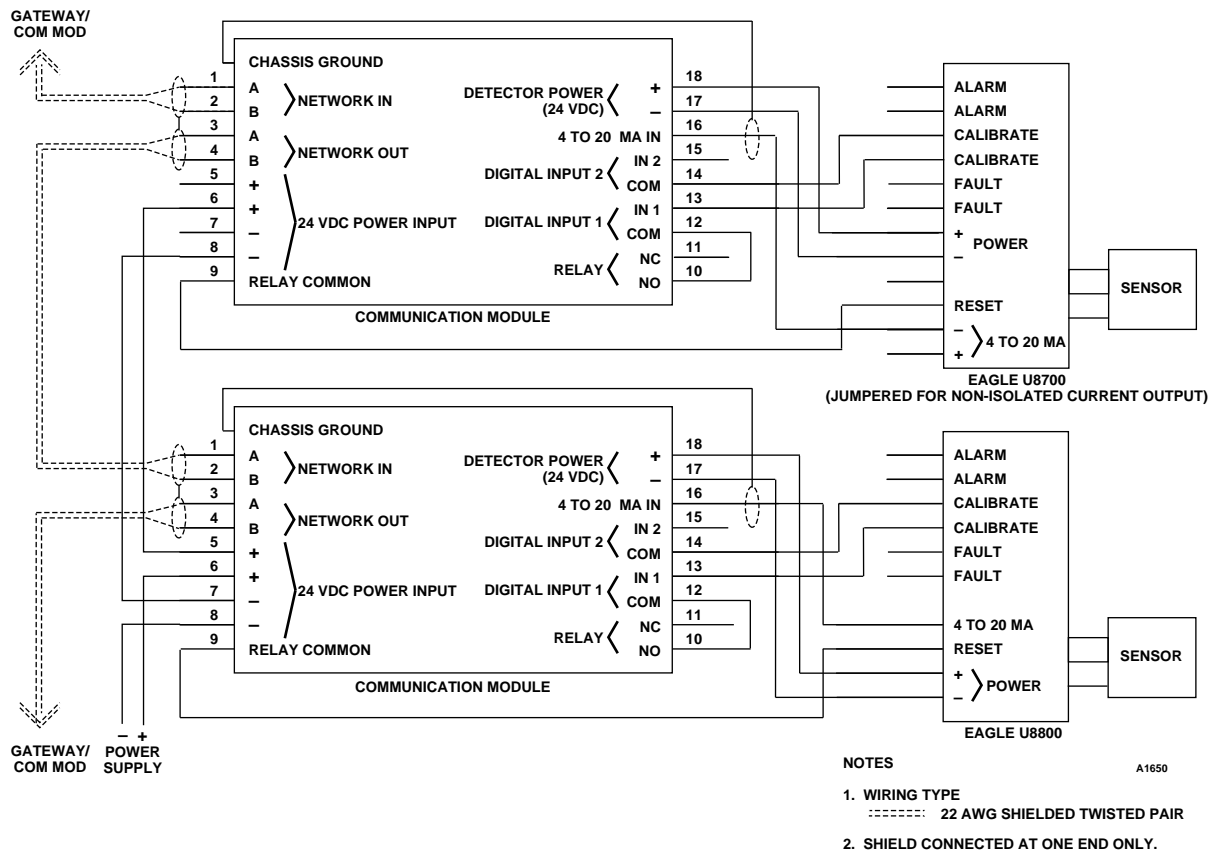 GATEWAY/
COM MOD
CHASSIS GROUND
1
A
2
B
NETWORK IN
3
A
4
B
NETWORK OUT
5
+
6
+
7
–
8
–
24 VDC POWER INPUT
9
RELAY COMMON
DETECTOR POWER
(24 VDC)
+
18
–
17
4 TO 20 MA IN
16
DIGITAL INPUT 2
IN 2
15
COM
14
DIGITAL INPUT 1
IN 1
13
COM
12
RELAY
NC
11
NO
10
COMMUNICATION MODULE
ALARM
ALARM
CALIBRATE
CALIBRATE
FAULT
FAULT
+
–
POWER
RESET
–
+
4 TO 20 MA
SENSOR
EAGLE U8700
(JUMPERED FOR NON-ISOLATED CURRENT OUTPUT)
CHASSIS GROUND
1
A
2
B
NETWORK IN
3
A
4
B
NETWORK OUT
5
+
6
+
7
–
8
–
24 VDC POWER INPUT
9
RELAY COMMON
DETECTOR POWER
(24 VDC)
+
18
–
17
4 TO 20 MA IN
16
DIGITAL INPUT 2
IN 2
15
COM
14
DIGITAL INPUT 1
IN 1
13
COM
12
RELAY
NC
11
NO
10
COMMUNICATION MODULE
ALARM
ALARM
CALIBRATE
CALIBRATE
FAULT
FAULT
4 TO 20 MA
RESET
+
–
POWER
SENSOR
EAGLE U8800
GATEWAY/
COM MOD
– +
POWER
SUPPLY
NOTES
A1650
1. WIRING TYPE
22 AWG SHIELDED TWISTED PAIR
2. SHIELD CONNECTED AT ONE END ONLY.